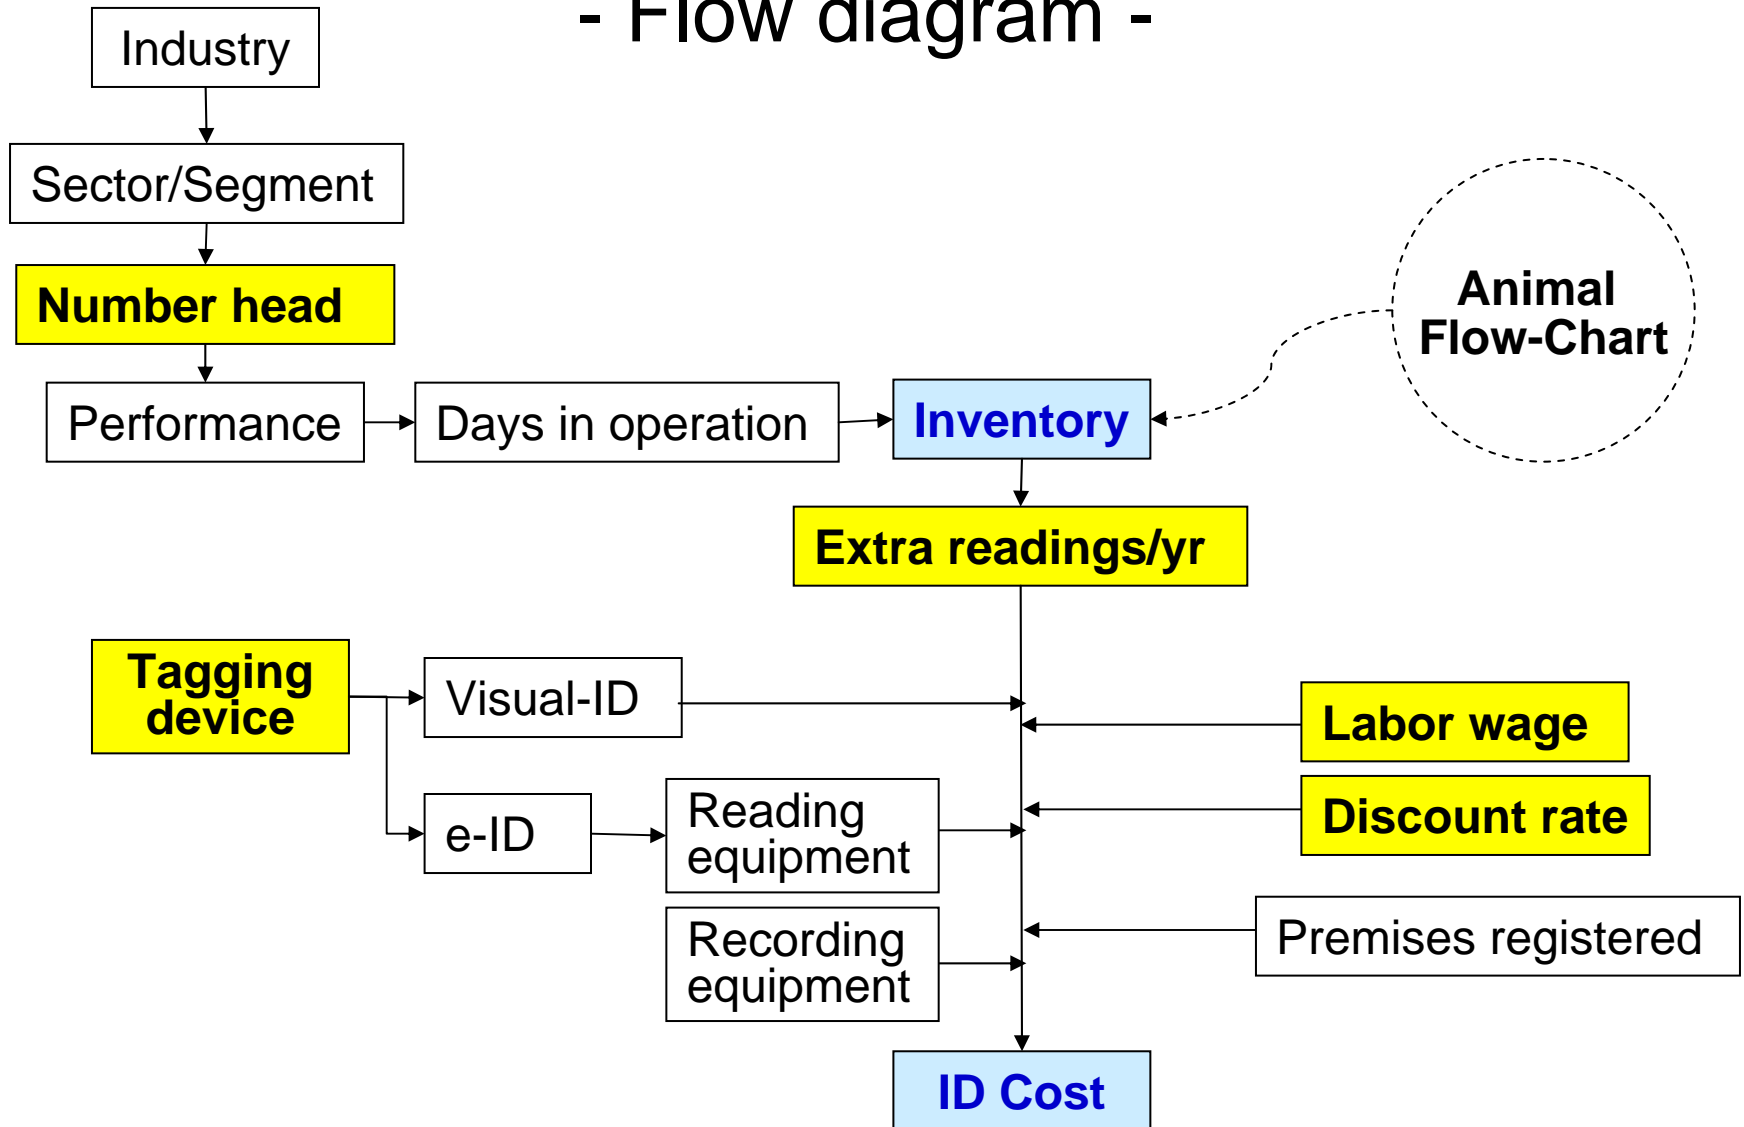 - Flow diagram -
Industry
Sector/Segment
Number head
Performance
Days in operation
Inventory
Animal
Flow-Chart
Extra readings/yr
Tagging
device
Visual-ID
e-ID
Reading
equipment
Recording
equipment
Labor wage
Discount rate
Premises registered
ID Cost